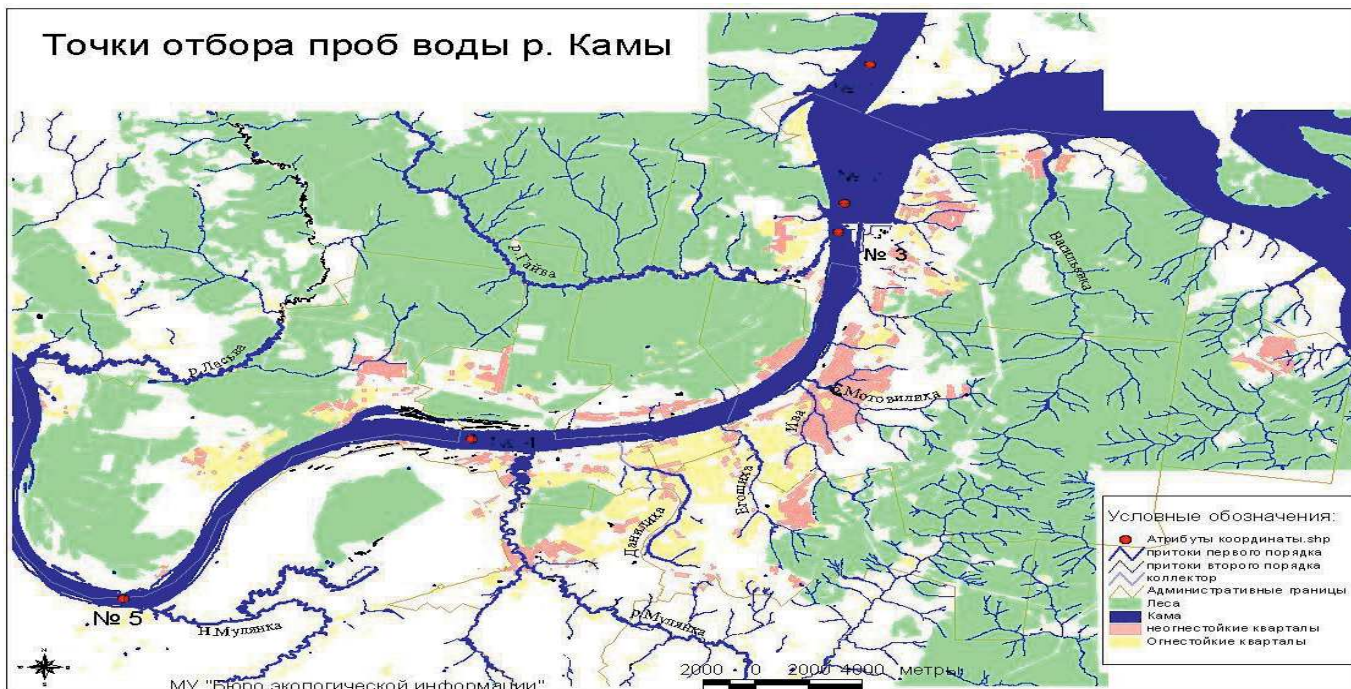 Точки отбора проб воды р. Камы
№ 3
Васильевка
р.Гайва
р.Ласьва
Б.Мотовилиха
Ива
Егошиха
Данилиха
№ 5
Н.Мулянка
р.Мулянка
Условные обозначения:
Атрибуты координаты.shp
притоки первого порядка
притоки второго порядка
коллектор
Административные границы
Леса
Кама
неогнестойкие кварталы
Огнестойкие кварталы
2000 0 2000 4000 метры
МУ "Бюро экологической информации"